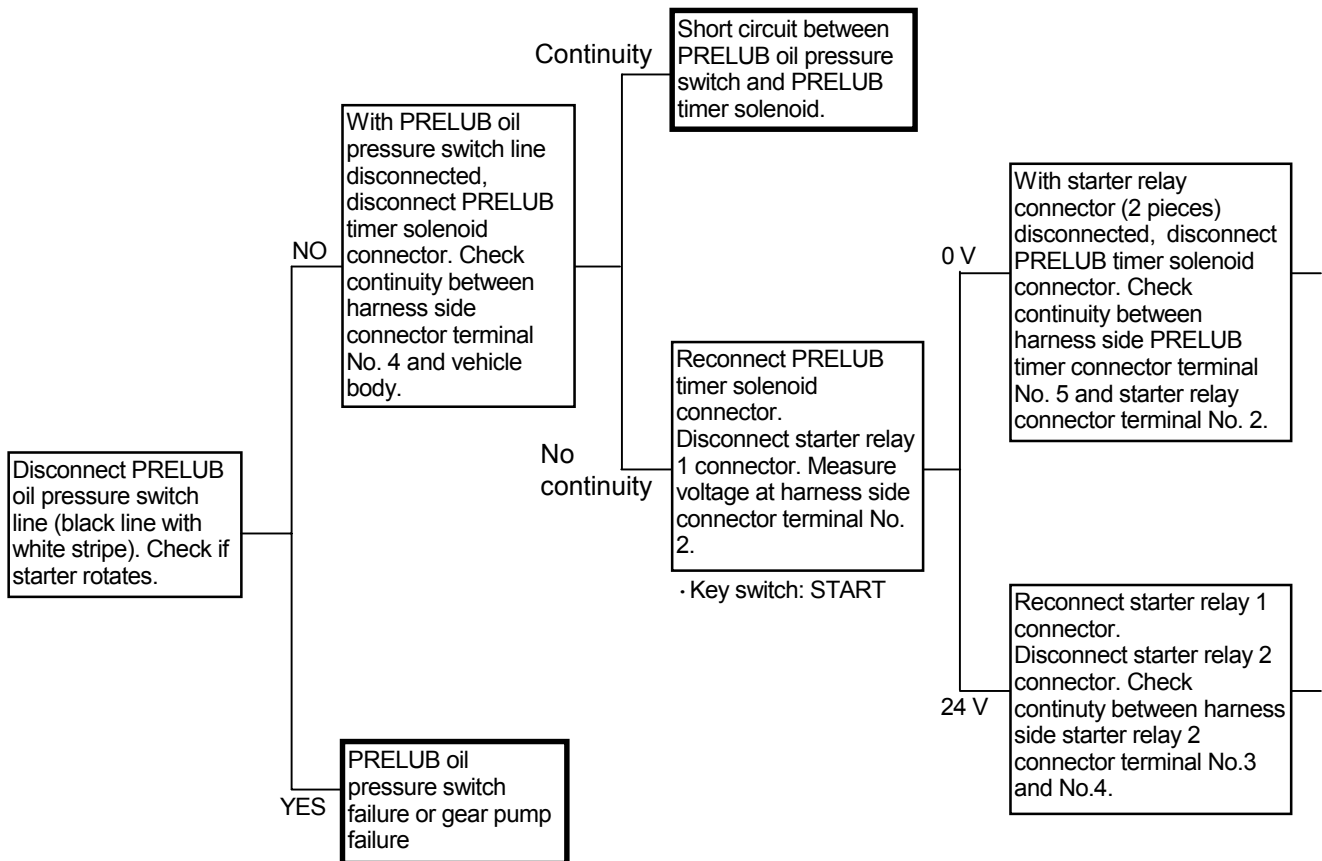 Disconnect PRELUB
oil pressure switch
line (black line with
white stripe). Check if
starter rotates.
NO
With PRELUB oil
pressure switch line
disconnected,
disconnect PRELUB
timer solenoid
connector. Check
continuity between
harness side
connector terminal
No. 4 and vehicle
body.
YES
PRELUB oil
pressure switch
failure or gear pump
failure
Continuity
Short circuit between
PRELUB oil pressure
switch and PRELUB
timer solenoid.
No
continuity
Reconnect PRELUB
timer solenoid
connector.
Disconnect starter relay
1 connector. Measure
voltage at harness side
connector terminal No.
2.
· Key switch: START
0 V
With starter relay
connector (2 pieces)
disconnected, disconnect
PRELUB timer solenoid
connector. Check
continuity between
harness side PRELUB
timer connector terminal
No. 5 and starter relay
connector terminal No. 2.
24 V
Reconnect starter relay 1
connector.
Disconnect starter relay 2
connector. Check
continuty between harness
side starter relay 2
connector terminal No.3
and No.4.